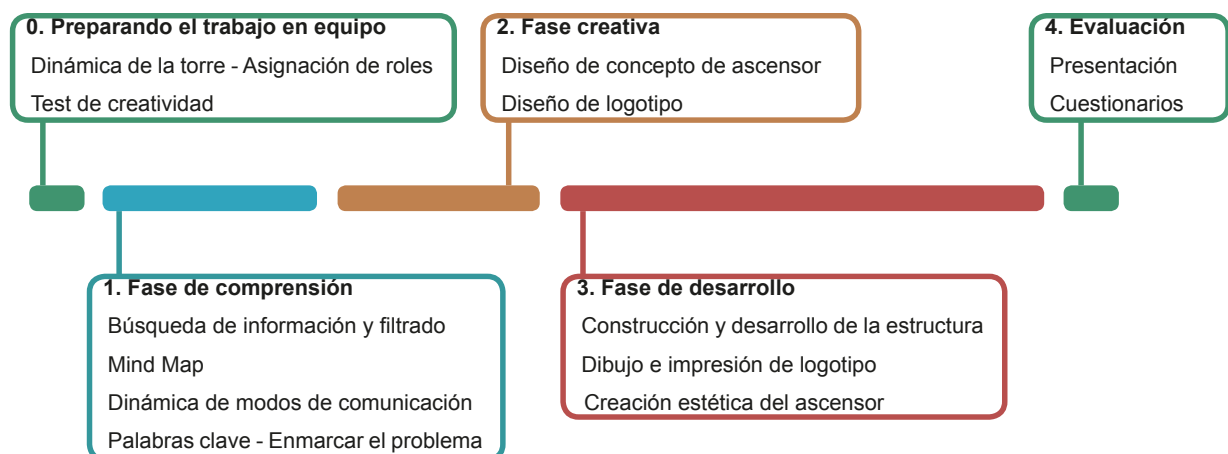 0. Preparando el trabajo en equipo
Dinámica de la torre - Asignación de roles
Test de creatividad
2. Fase creativa
Diseño de concepto de ascensor
Diseño de logotipo
4. Evaluación
Presentación
Cuestionarios
1. Fase de comprensión
Búsqueda de información y filtrado
Mind Map
Dinámica de modos de comunicación
Palabras clave - Enmarcar el problema
3. Fase de desarrollo
Construcción y desarrollo de la estructura
Dibujo e impresión de logotipo
Creación estética del ascensor